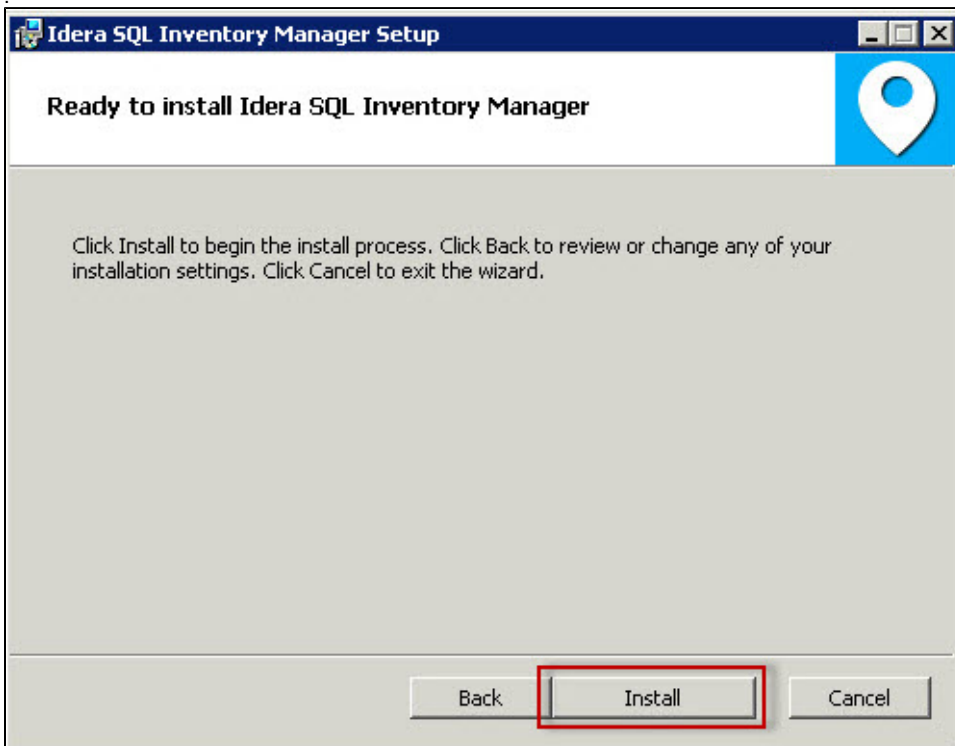 Idera SQL Inventory Manager Setup
Ready to install Idera SQL Inventory Manager
Click Install to begin the install process. Click Back to review or change any of your
installation settings. Click Cancel to exit the wizard.
Back
Install
Cancel